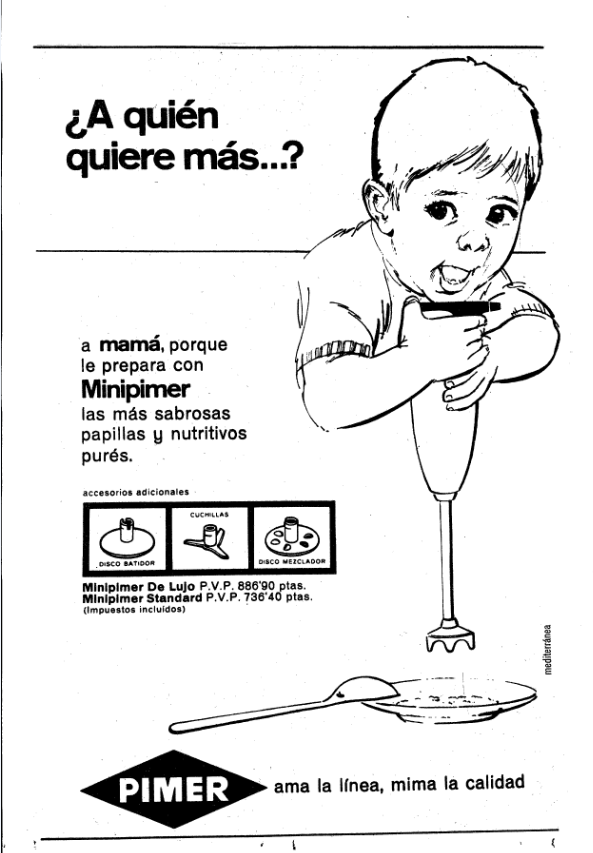 ¿A quién
quiere más...?
a mamá, porque
le prepara con
Minipimer
las más sabrosas
papillas y nutritivos
purés.
accesorios adicionales
DISCO BATIDOR
CUCHILLAS
DISCO MEZCLADOR
Minipimer De Lujo P.V.P. 886'90 ptas.
Minipimer Standard P.V.P. 736'40 ptas.
(Impuestos incluídos)
mediterránea
PIMER
ama la línea, mima la calidad